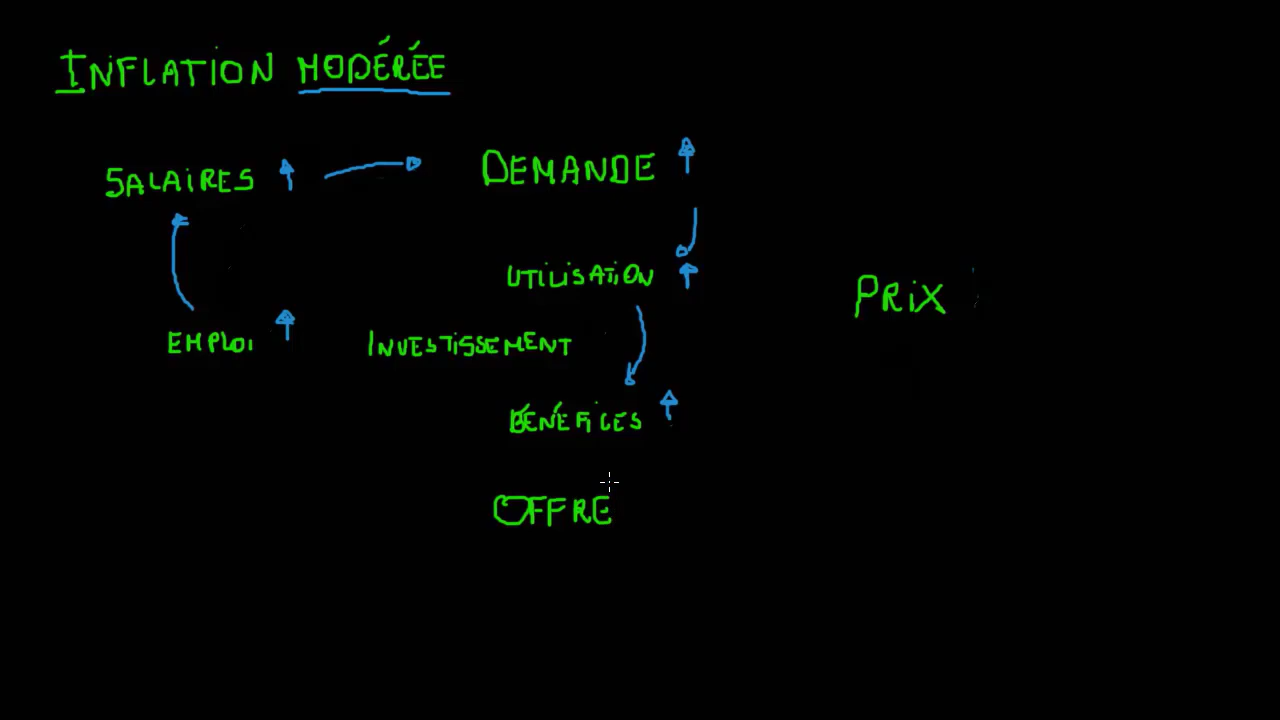 INFLATION MODÉRÉE
SALAIRES
DEMANDE
UTILISATION
PRIX
EMPLOI
INVESTISSEMENT
BÉNÉFICES
OFFRE